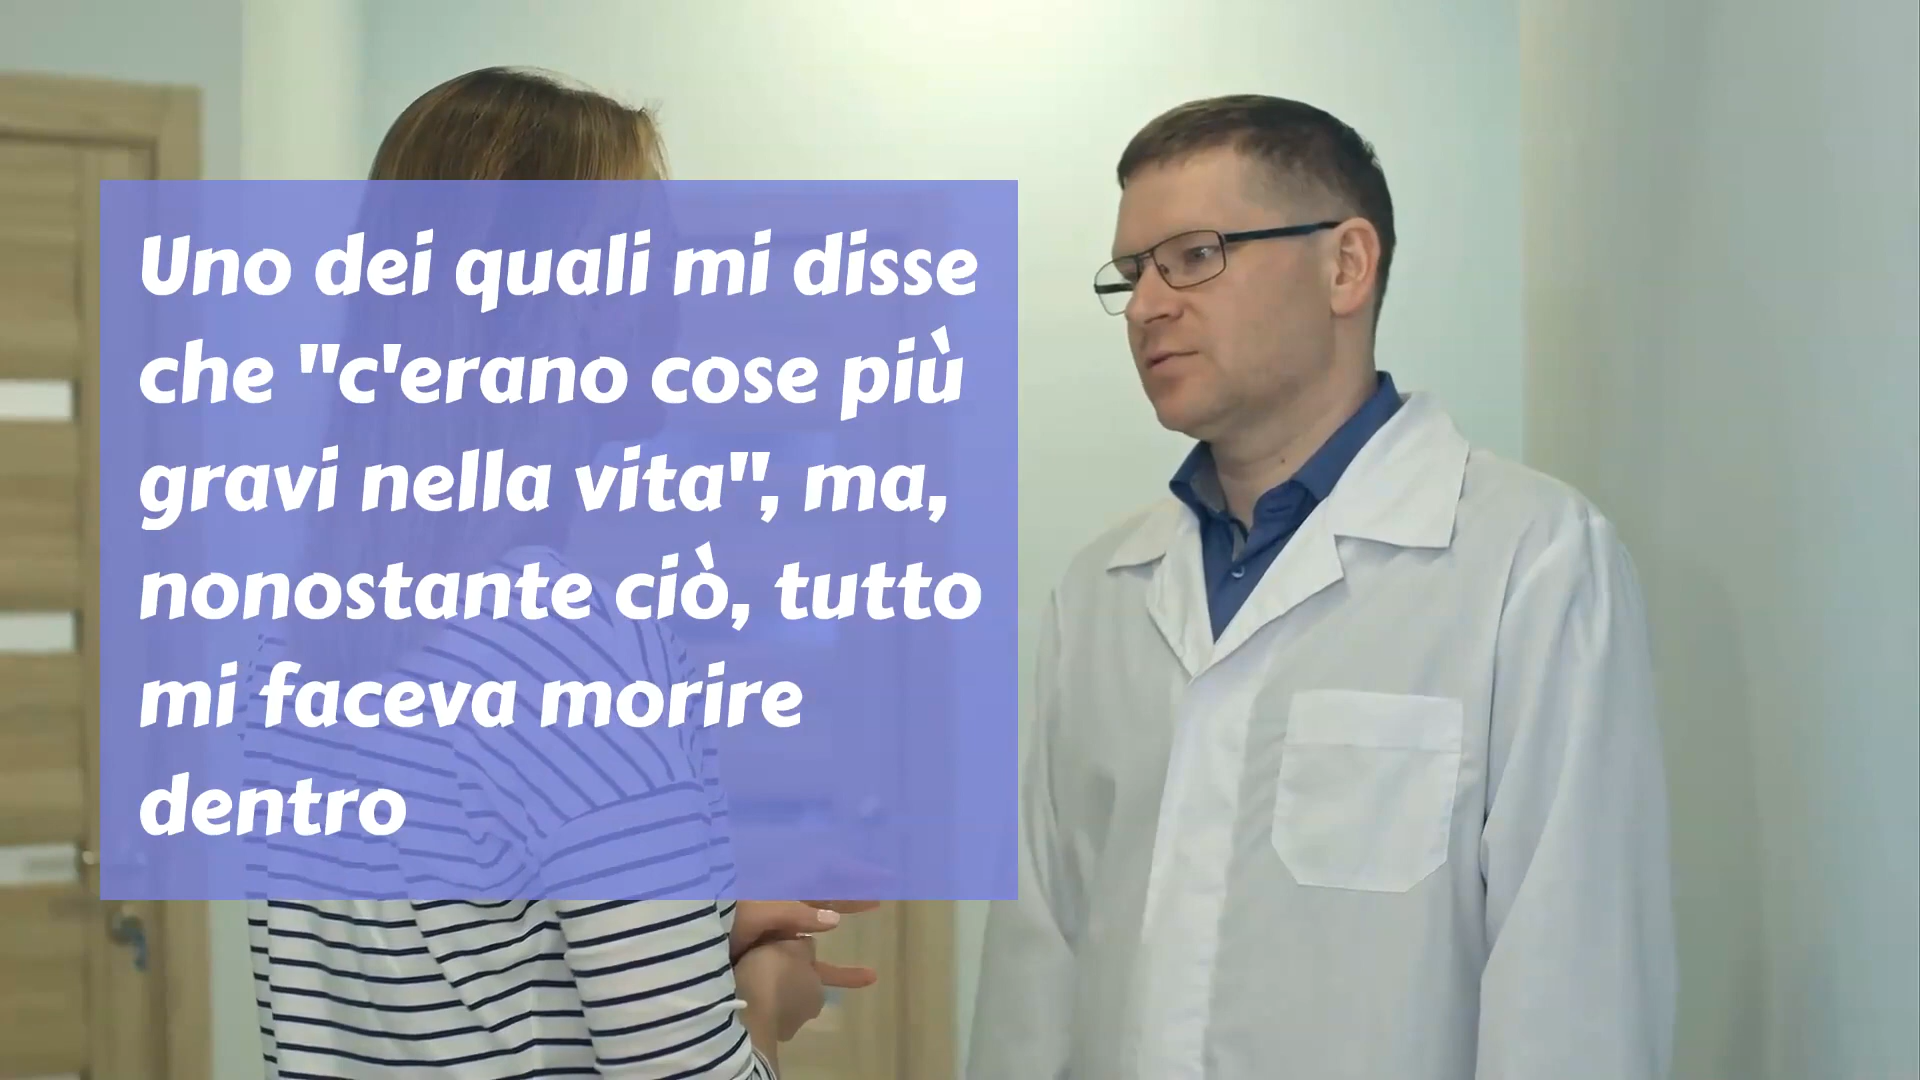 Uno dei quali mi disse
che "c'erano cose più
gravi nella vita", ma,
nonostante ciò, tutto
mi faceva morire
dentro